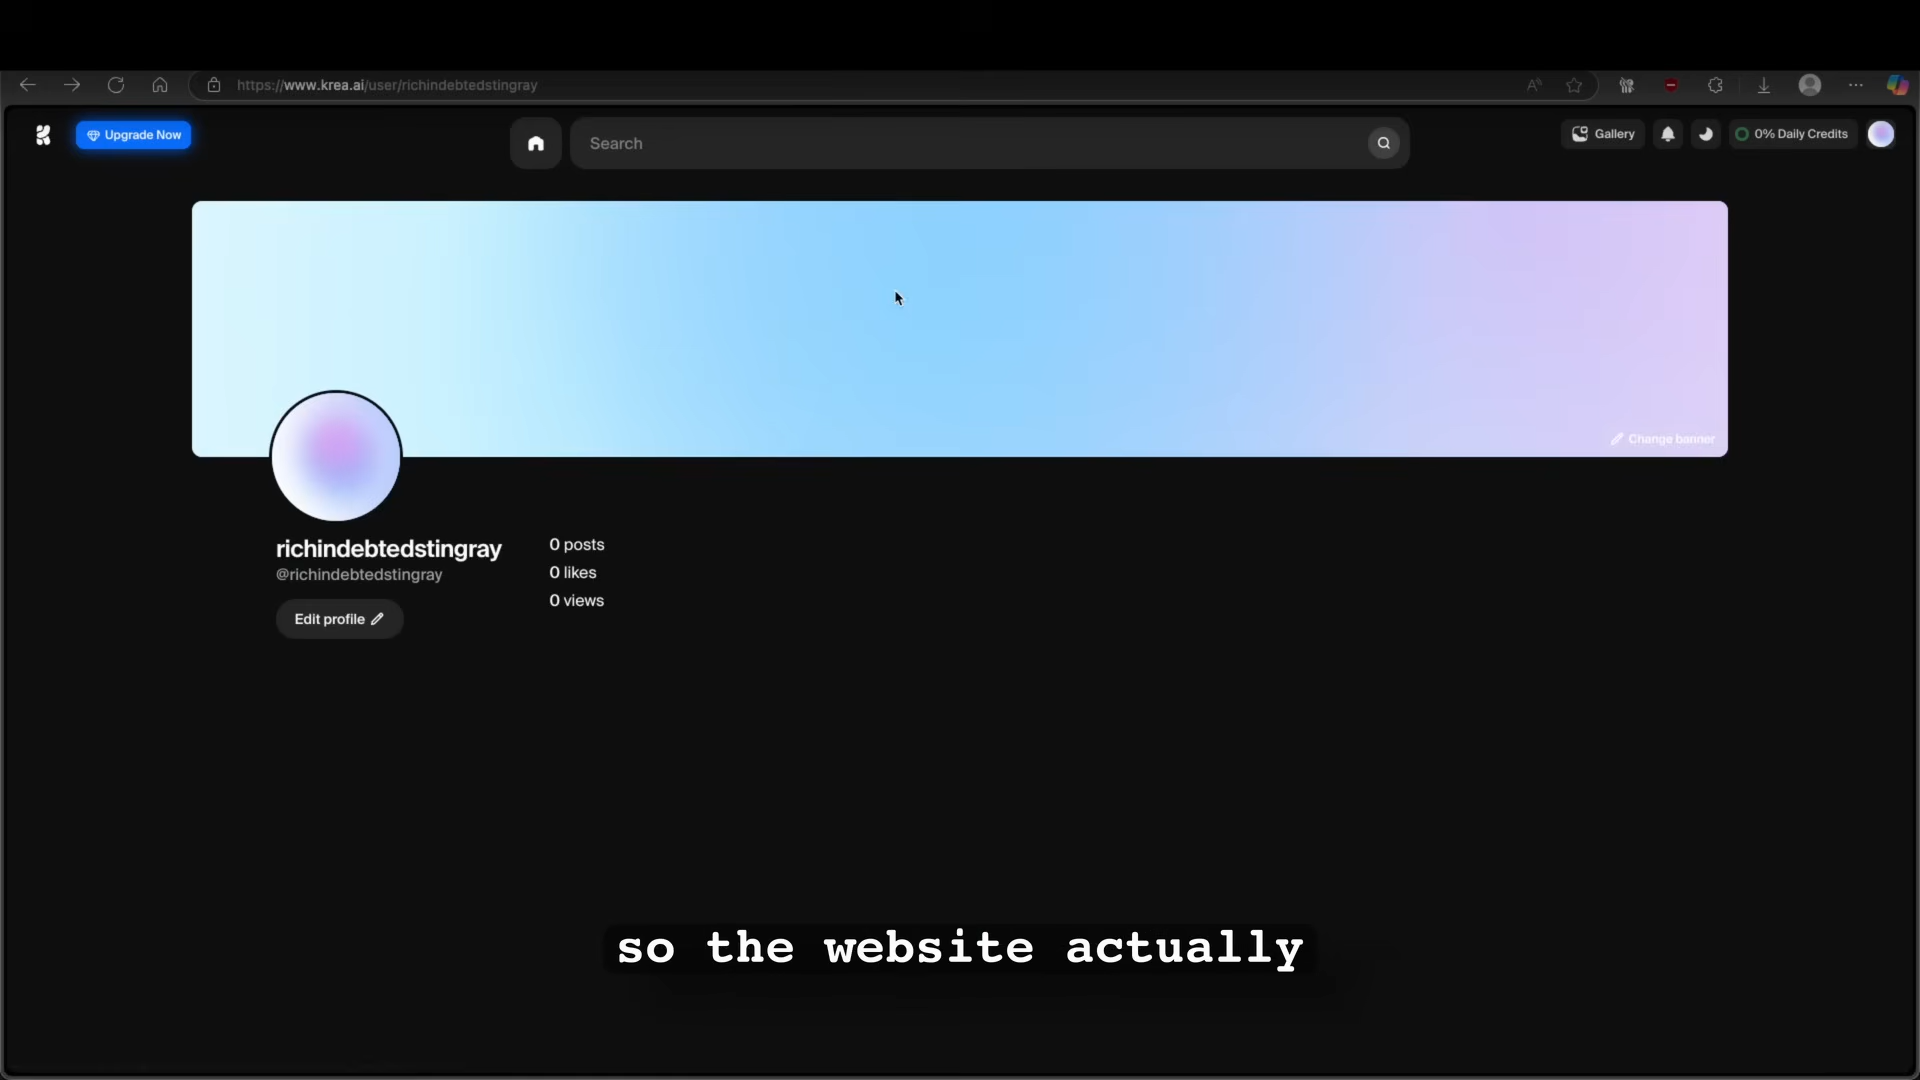 https://www.krea.ai/user/richindebtedstingray
Upgrade Now
Search
Gallery
0% Daily Credits
Change banner
richindebtedstingray
@richindebtedstingray
Edit profile
0 posts
0 likes
0 views
so the website actually